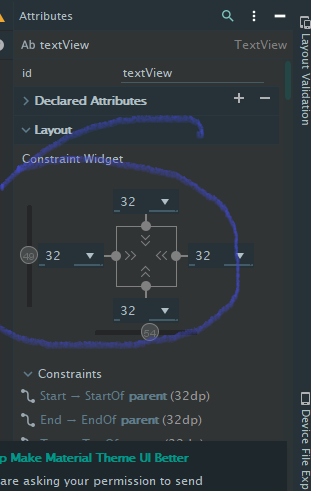 Attributes
Ab textView TextView
id textView
Declared Attributes
Layout
Constraint Widget
32
40 32 32
32
54
Constraints
Start → StartOf parent (32dp)
End → EndOf parent (32dp)
p Make Material Theme UI Better
are asking your permission to send
Layout Validation
Device File Exp